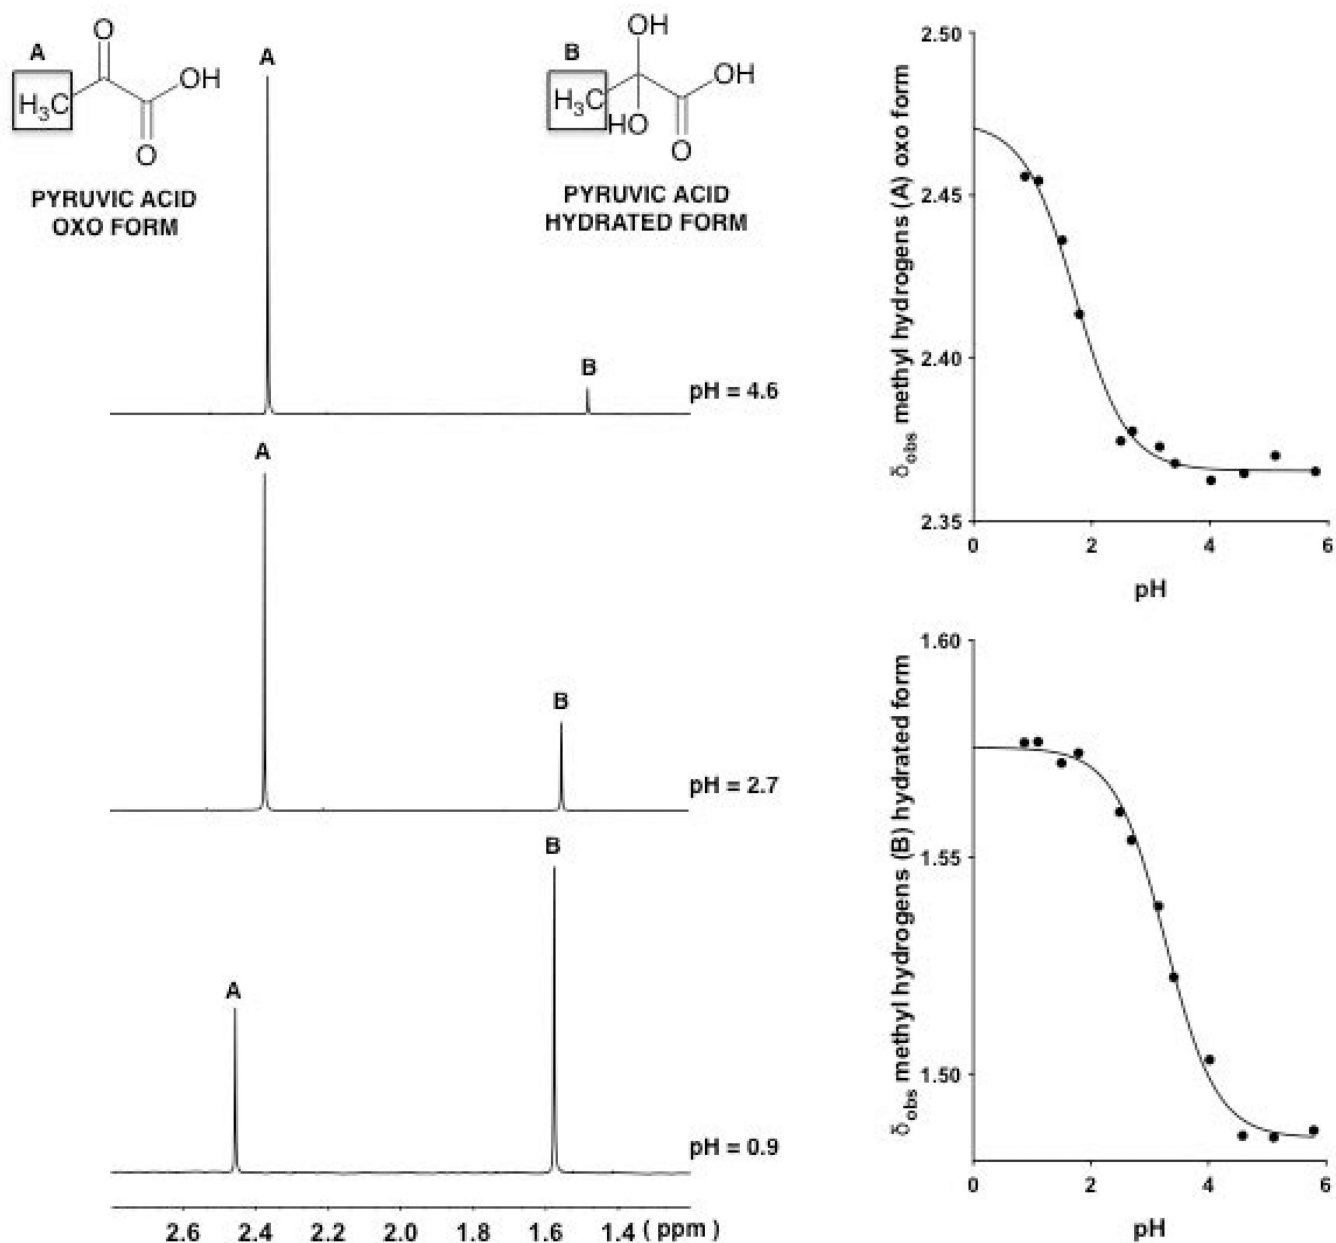 A
O
OH
H3C
O
PYRUVIC ACID
OXO FORM
A
B
OH
OH
H3C
HO
O
PYRUVIC ACID
HYDRATED FORM
B
pH = 4.6
A
B
pH = 2.7
A
B
pH = 0.9
2.6 2.4 2.2 2.0 1.8 1.6 1.4 ( ppm )
δobs methyl hydrogens (A) oxo form
2.50
2.45
2.40
2.35
0 2 4 6
pH
δobs methyl hydrogens (B) hydrated form
1.60
1.55
1.50
0 2 4 6
pH